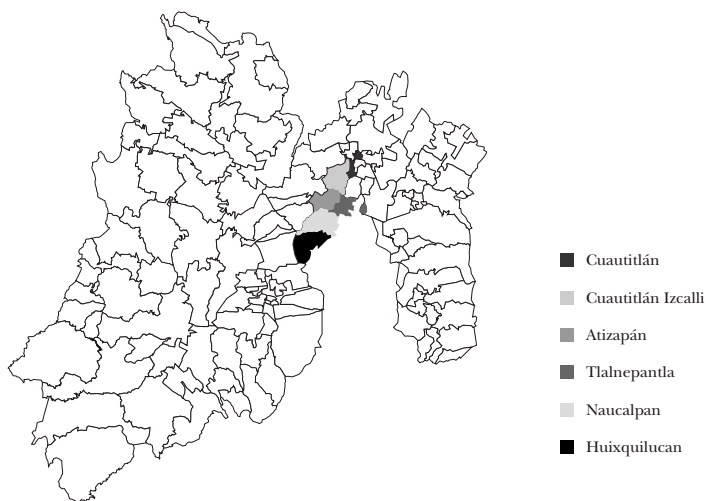 Cuautitlán
Cuautitlán Izcalli
Atizapán
Tlalnepantla
Naucalpan
Huixquilucan